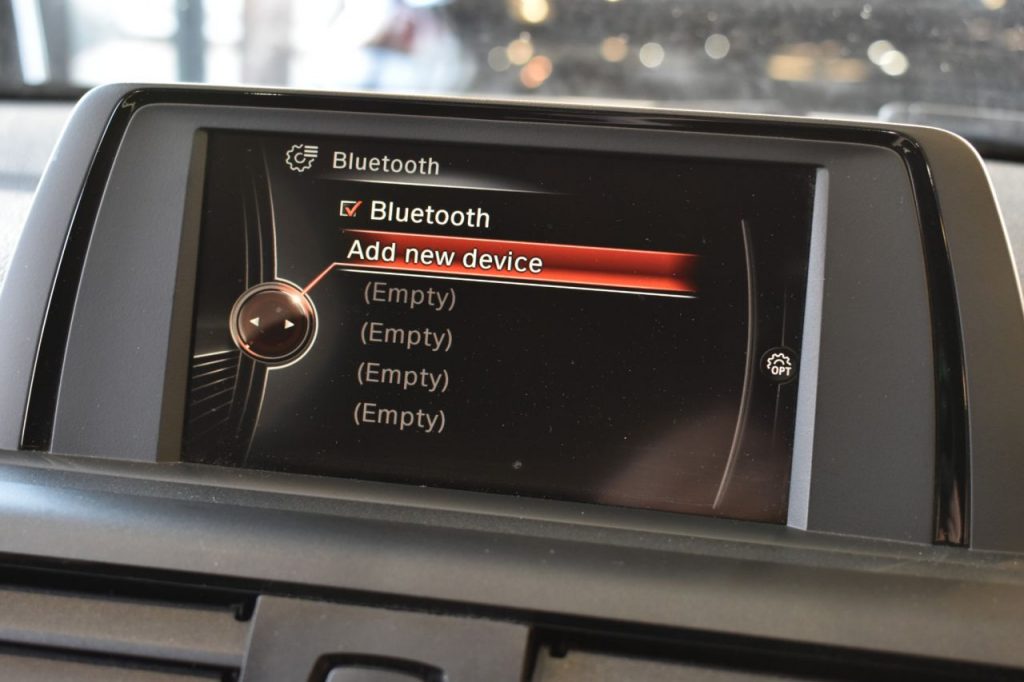 Bluetooth
Bluetooth
Add new device
(Empty)
(Empty)
(Empty)
(Empty)
OPT